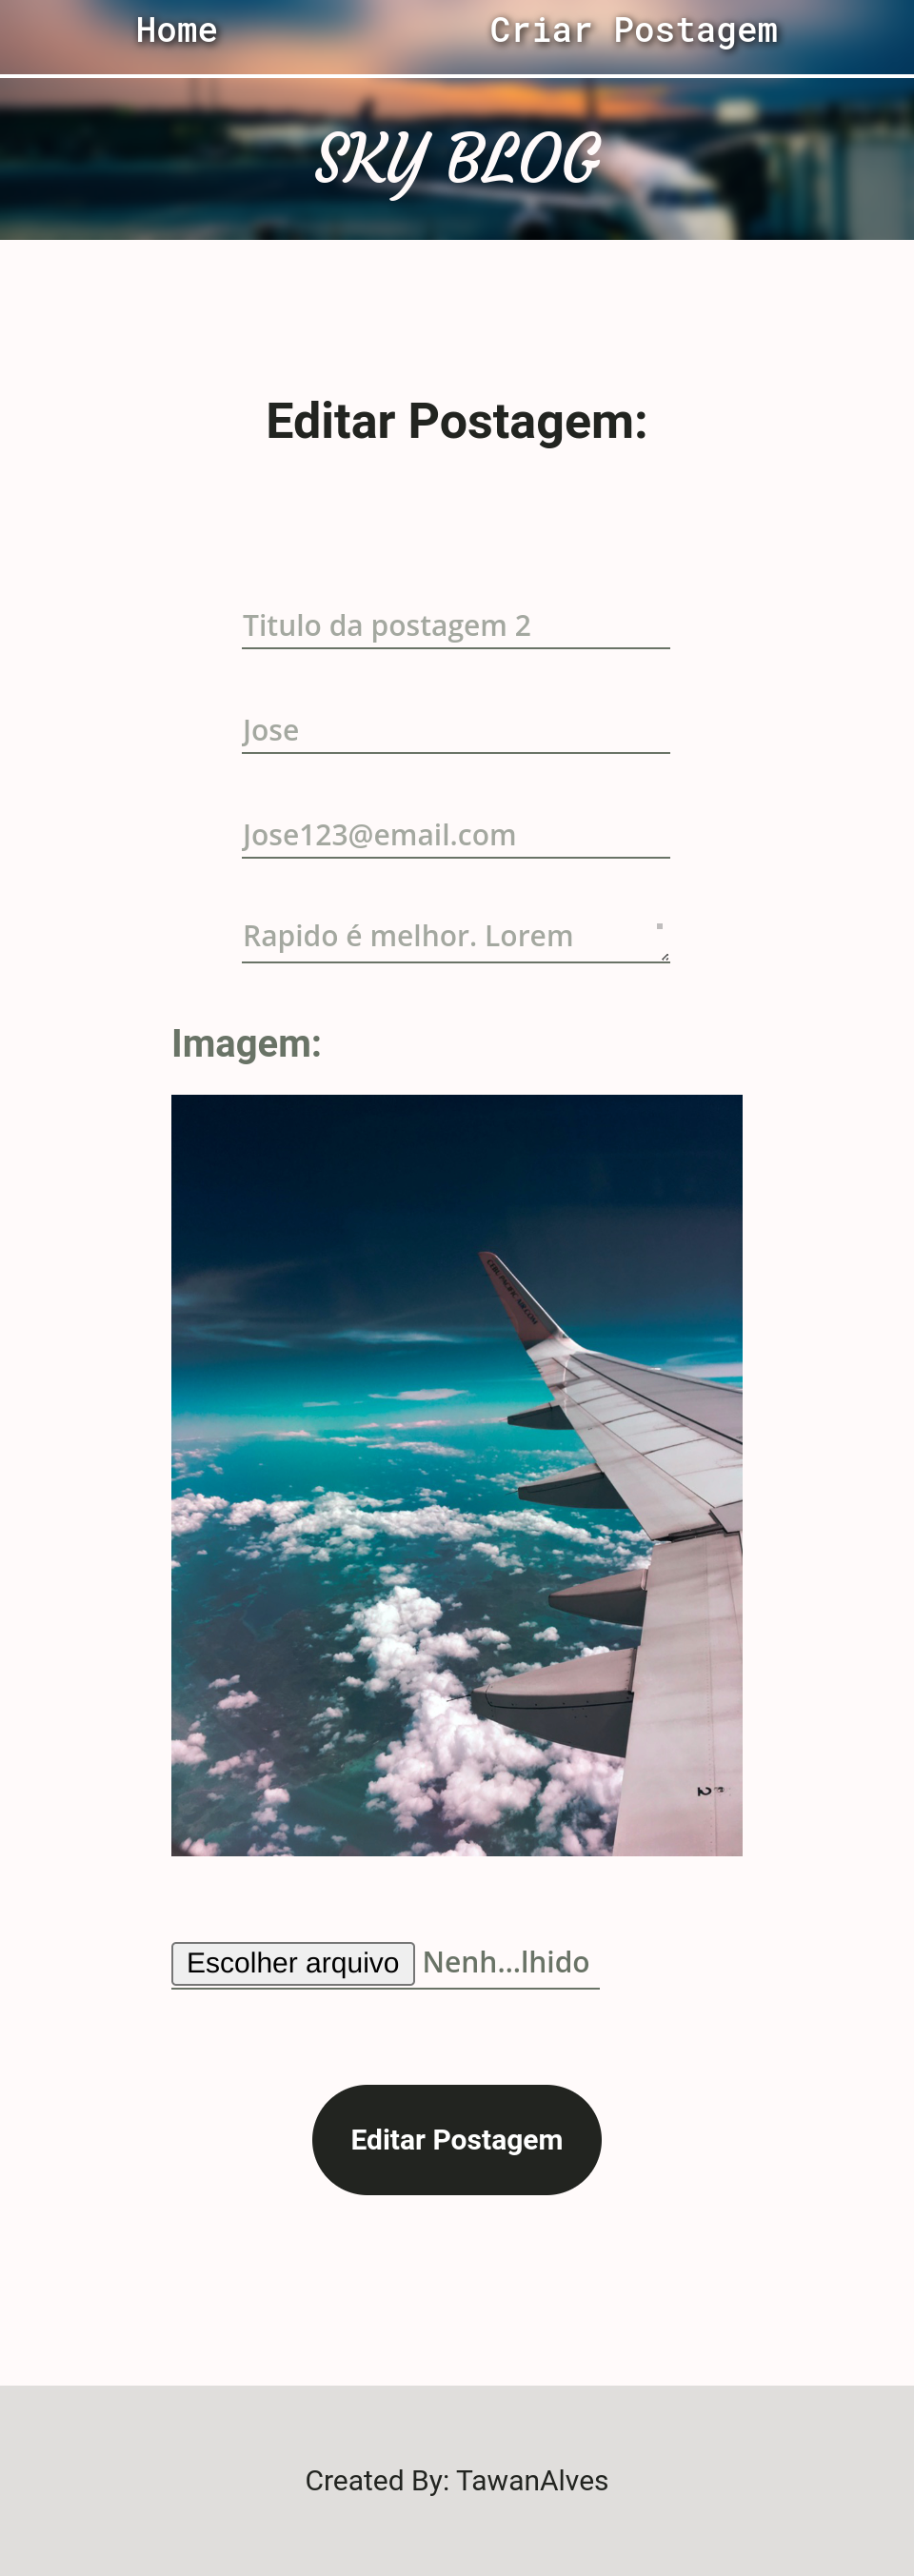 Home
Criar Postagem
SKY BLOG
Editar Postagem:
Titulo da postagem 2
Jose
Jose123@email.com
Rapido é melhor. Lorem
Imagem:
Escolher arquivo Nenh...lhido
Editar Postagem
Created By: TawanAlves